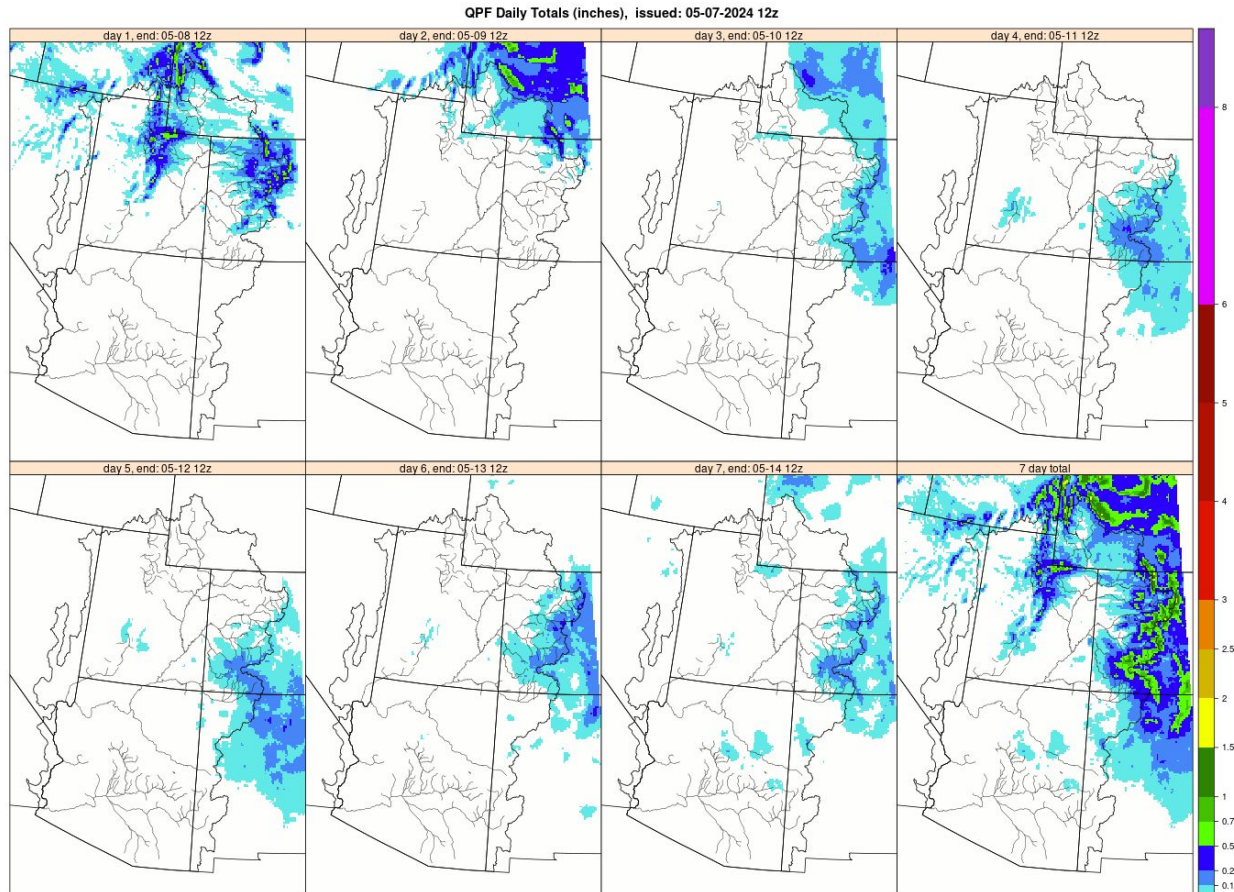 QPF Daily Totals (inches), issued: 05-07-2024 12z
day 1, end: 05-08 12z
day 2, end: 05-09 12z
day 3, end: 05-10 12z
day 4, end: 05-11 12z
day 5, end: 05-12 12z
day 6, end: 05-13 12z
day 7, end: 05-14 12z
7 day total
8
6
5
4
3
2.5
2
1.5
1
0.7
0.5
0.2
0.1